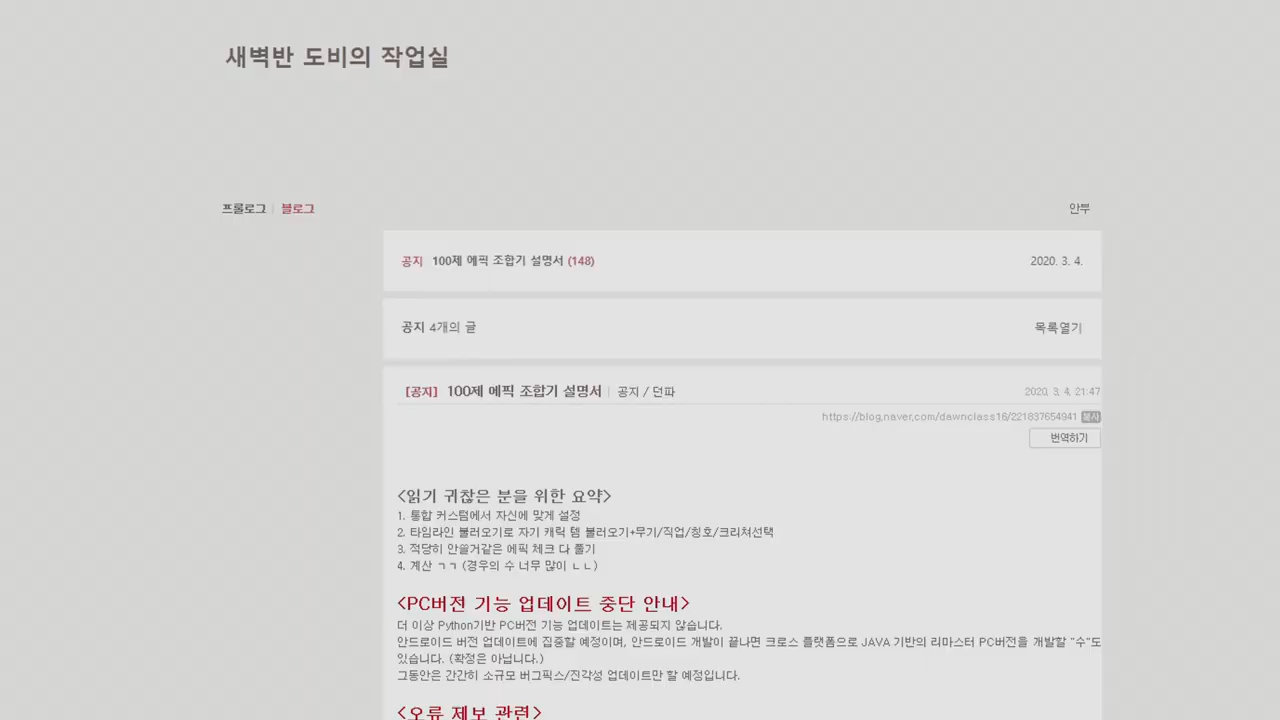 새벽반 도비의 작업실
프롤로그 | 블로그
안부
공지 100제 에픽 조합기 설명서 (148)
2020. 3. 4.
공지 4개의 글
목록열기
[공지] 100제 에픽 조합기 설명서 | 공지 / 던파
2020. 3. 4. 21:47
https://blog.naver.com/dawnclass16/221837654941 복사
번역하기
<읽기 귀찮은 분을 위한 요약>
1. 통합 커스텀에서 자신에 맞게 설정
2. 타임라인 불러오기로 자기 캐릭 템 불러오기+무기/직업/칭호/크리쳐선택
3. 적당히 안쓸거같은 에픽 체크 다 풀기
4. 계산 ㄱㄱ (경우의 수 너무 많이 ㄴㄴ)
<PC버전 기능 업데이트 중단 안내>
더 이상 Python기반 PC버전 기능 업데이트는 제공되지 않습니다.
안드로이드 버전 업데이트에 집중할 예정이며, 안드로이드 개발이 끝나면 크로스 플랫폼으로 JAVA 기반의 리마스터 PC버전을 개발할 "수"도
있습니다. (확정은 아닙니다.)
그동안은 간간히 소규모 버그픽스/진각성 업데이트만 할 예정입니다.
<오류 제보 관련>